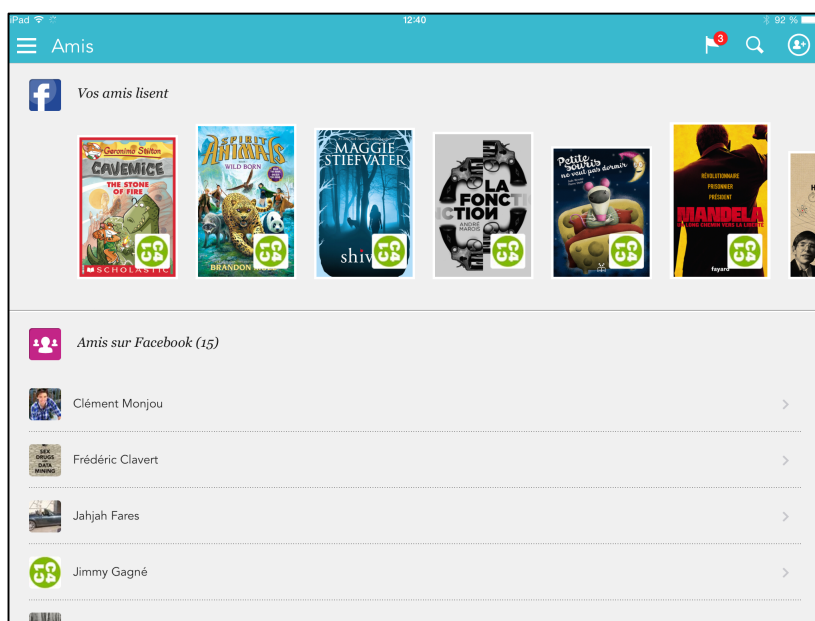 iPad 12:40 92 %
Amis 3
Vos amis lisent
Geronimo Stilton
CAVEMICE
THE STONE
OF FIRE
SCHOLASTIC
SPIRIT
ANIMALS
WILD BORN
BRANDON
MAGGIE
STIEFVATER
shiv
LA
FONCTI
NCTION
ANDRÉ
MAROIS
Petite
souris
ne veut pas dormir
RÉVOLUTIONNAIRE
PRISONNIER
PRÉSIDENT
MANDELA
UN LONG CHEMIN VERS LA LIBERTÉ
fayard
H
Amis sur Facebook (15)
Clément Monjou
SEX
DRUGS
AND
DATA
MINING
Frédéric Clavert
Jahjah Fares
Jimmy Gagné